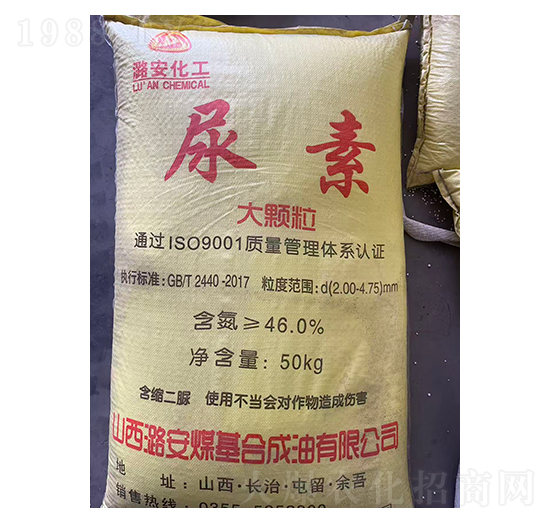 潞安化工
LU'AN CHEMICAL
尿素
大颗粒
通过ISO9001质量管理体系认证
执行标准:GB/T 2440-2017 粒度范围:d(2.00-4.75)mm
含氮≥46.0%
净含量: 50kg
含缩二脲 使用不当会对作物造成伤害
山西潞安煤基合成油有限公司
地 址: 山西·长治·屯留·余吾
销售热线: 0355-